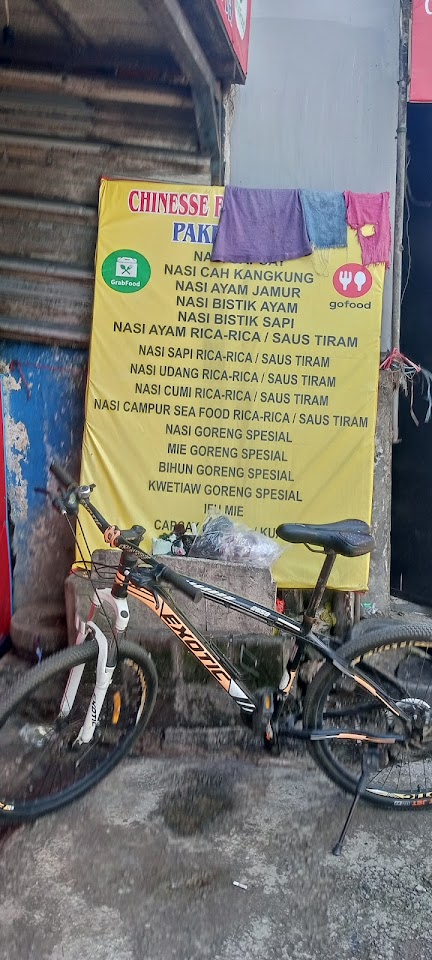 CHINESSE
NASI CAH KANGKUNG
NASI AYAM JAMUR
NASI BISTIK AYAM
NASI BISTIK SAPI
NASI AYAM RICA-RICA / SAUS TIRAM
NASI SAPI RICA-RICA / SAUS TIRAM
NASI UDANG RICA-RICA / SAUS TIRAM
NASI CUMI RICA-RICA / SAUS TIRAM
NASI CAMPUR SEA FOOD RICA-RICA / SAUS TIRAM
NASI GORENG SPESIAL
MIE GORENG SPESIAL
BIHUN GORENG SPESIAL
KWETIAW GORENG SPESIAL
IFU MIE
GrabFood
gofood
EXOTIC
EXOTIC